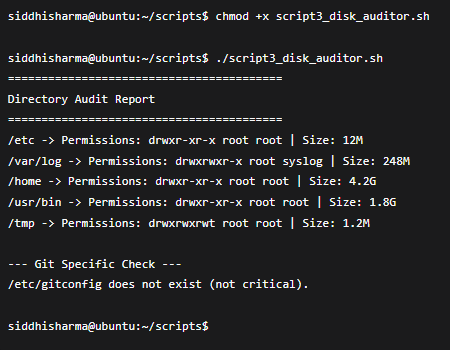 siddhisharma@ubuntu:~/scripts$ chmod +x script3_disk_auditor.sh
siddhisharma@ubuntu:~/scripts$ ./script3_disk_auditor.sh
=========================================
Directory Audit Report
=========================================
/etc -> Permissions: drwxr-xr-x root root | Size: 12M
/var/log -> Permissions: drwxrwxr-x root syslog | Size: 248M
/home -> Permissions: drwxr-xr-x root root | Size: 4.2G
/usr/bin -> Permissions: drwxr-xr-x root root | Size: 1.8G
/tmp -> Permissions: drwxrwxrwt root root | Size: 1.2M
--- Git Specific Check ---
/etc/gitconfig does not exist (not critical).
siddhisharma@ubuntu:~/scripts$